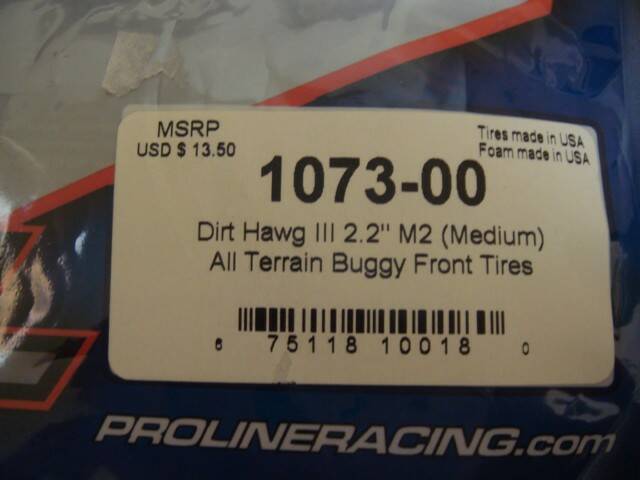 MSRP
USD $ 13.50
Tires made in USA
Foam made in USA
1073-00
Dirt Hawg III 2.2" M2 (Medium)
All Terrain Buggy Front Tires
6 75118 10018 0
PROLINERACING.com